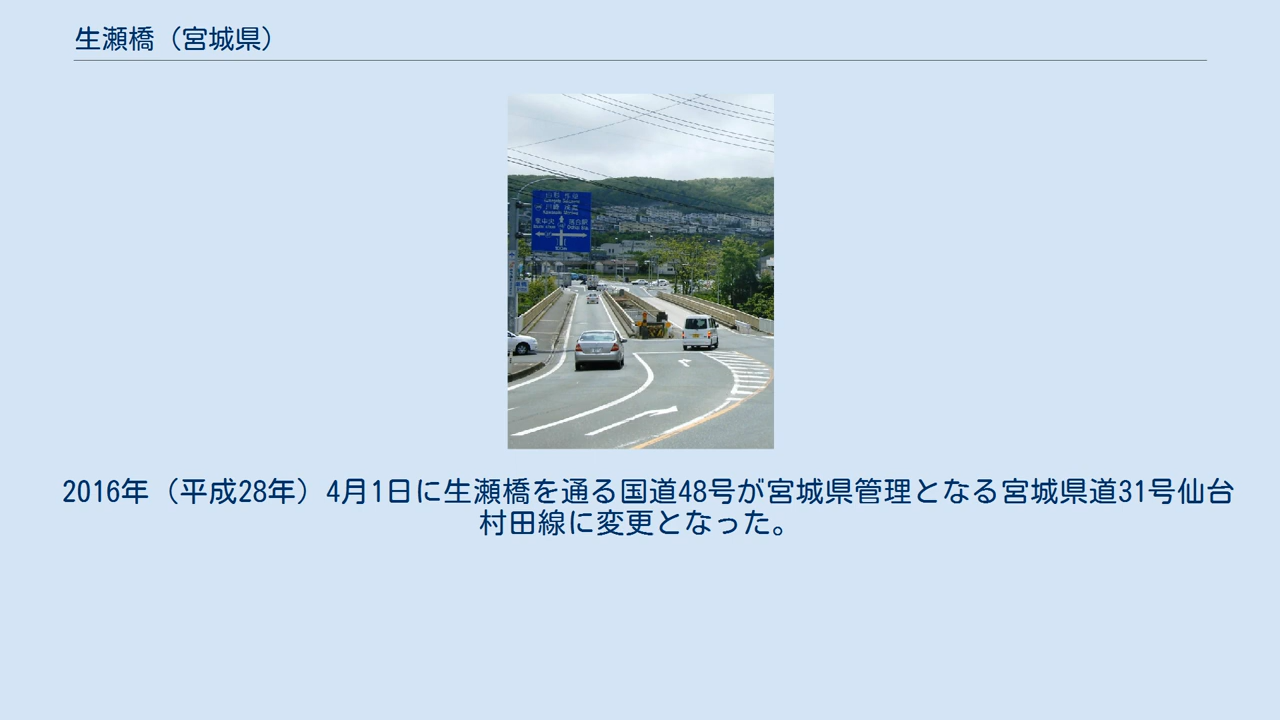 生瀬橋（宮城県）
2016年（平成28年）4月1日に生瀬橋を通る国道48号が宮城県管理となる宮城県道31号仙台
村田線に変更となった。